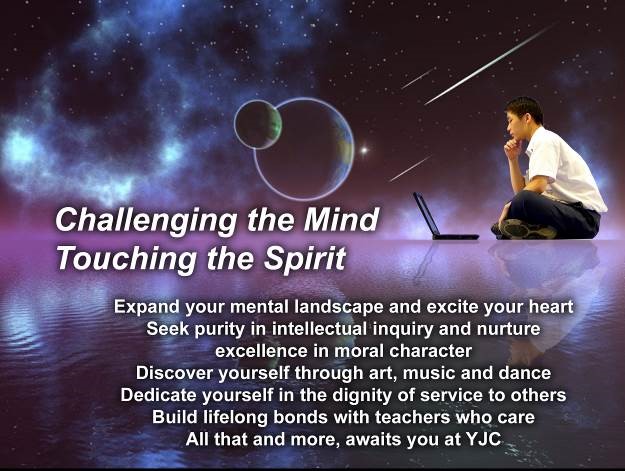 Challenging the Mind
Touching the Spirit
Expand your mental landscape and excite your heart
Seek purity in intellectual inquiry and nurture
excellence in moral character
Discover yourself through art, music and dance
Dedicate yourself in the dignity of service to others
Build lifelong bonds with teachers who care
All that and more, awaits you at YJC